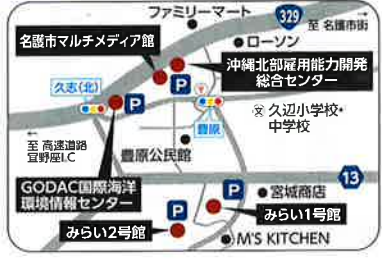 ファミリーマート
329
至 名護市街
名護市マルチメディア館
ローソン
沖縄北部雇用能力開発
総合センター
久志(北)
P
P
豊原
文 久辺小学校・
中学校
←
至 高速道路
宜野座I.C
豊原公民館
GODAC国際海洋
環境情報センター
13
P
宮城商店
みらい1号館
P
みらい2号館
M'S KITCHEN